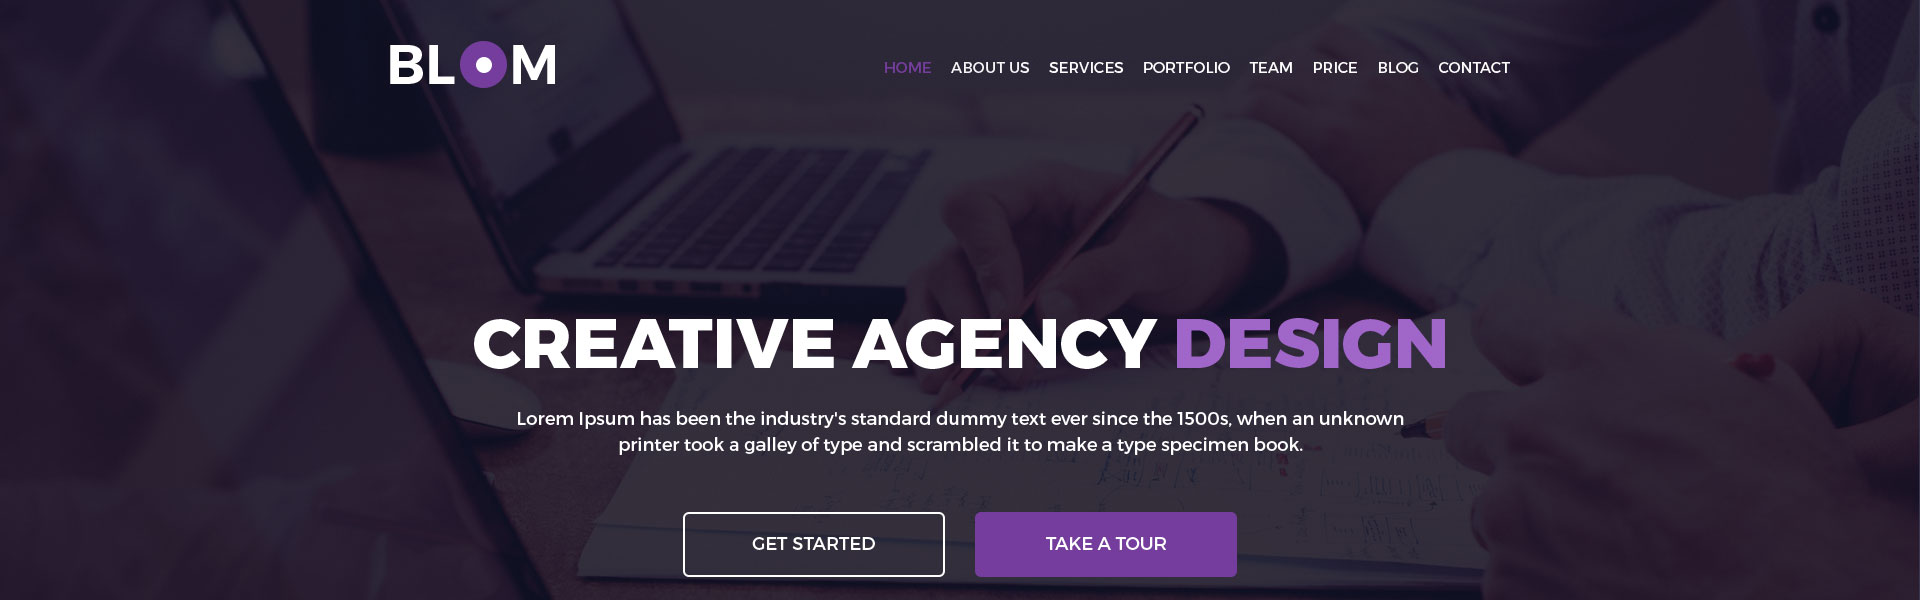 BLOM
HOME ABOUT US SERVICES PORTFOLIO TEAM PRICE BLOG CONTACT
CREATIVE AGENCY DESIGN
Lorem Ipsum has been the industry's standard dummy text ever since the 1500s, when an unknown
printer took a galley of type and scrambled it to make a type specimen book.
GET STARTED TAKE A TOUR